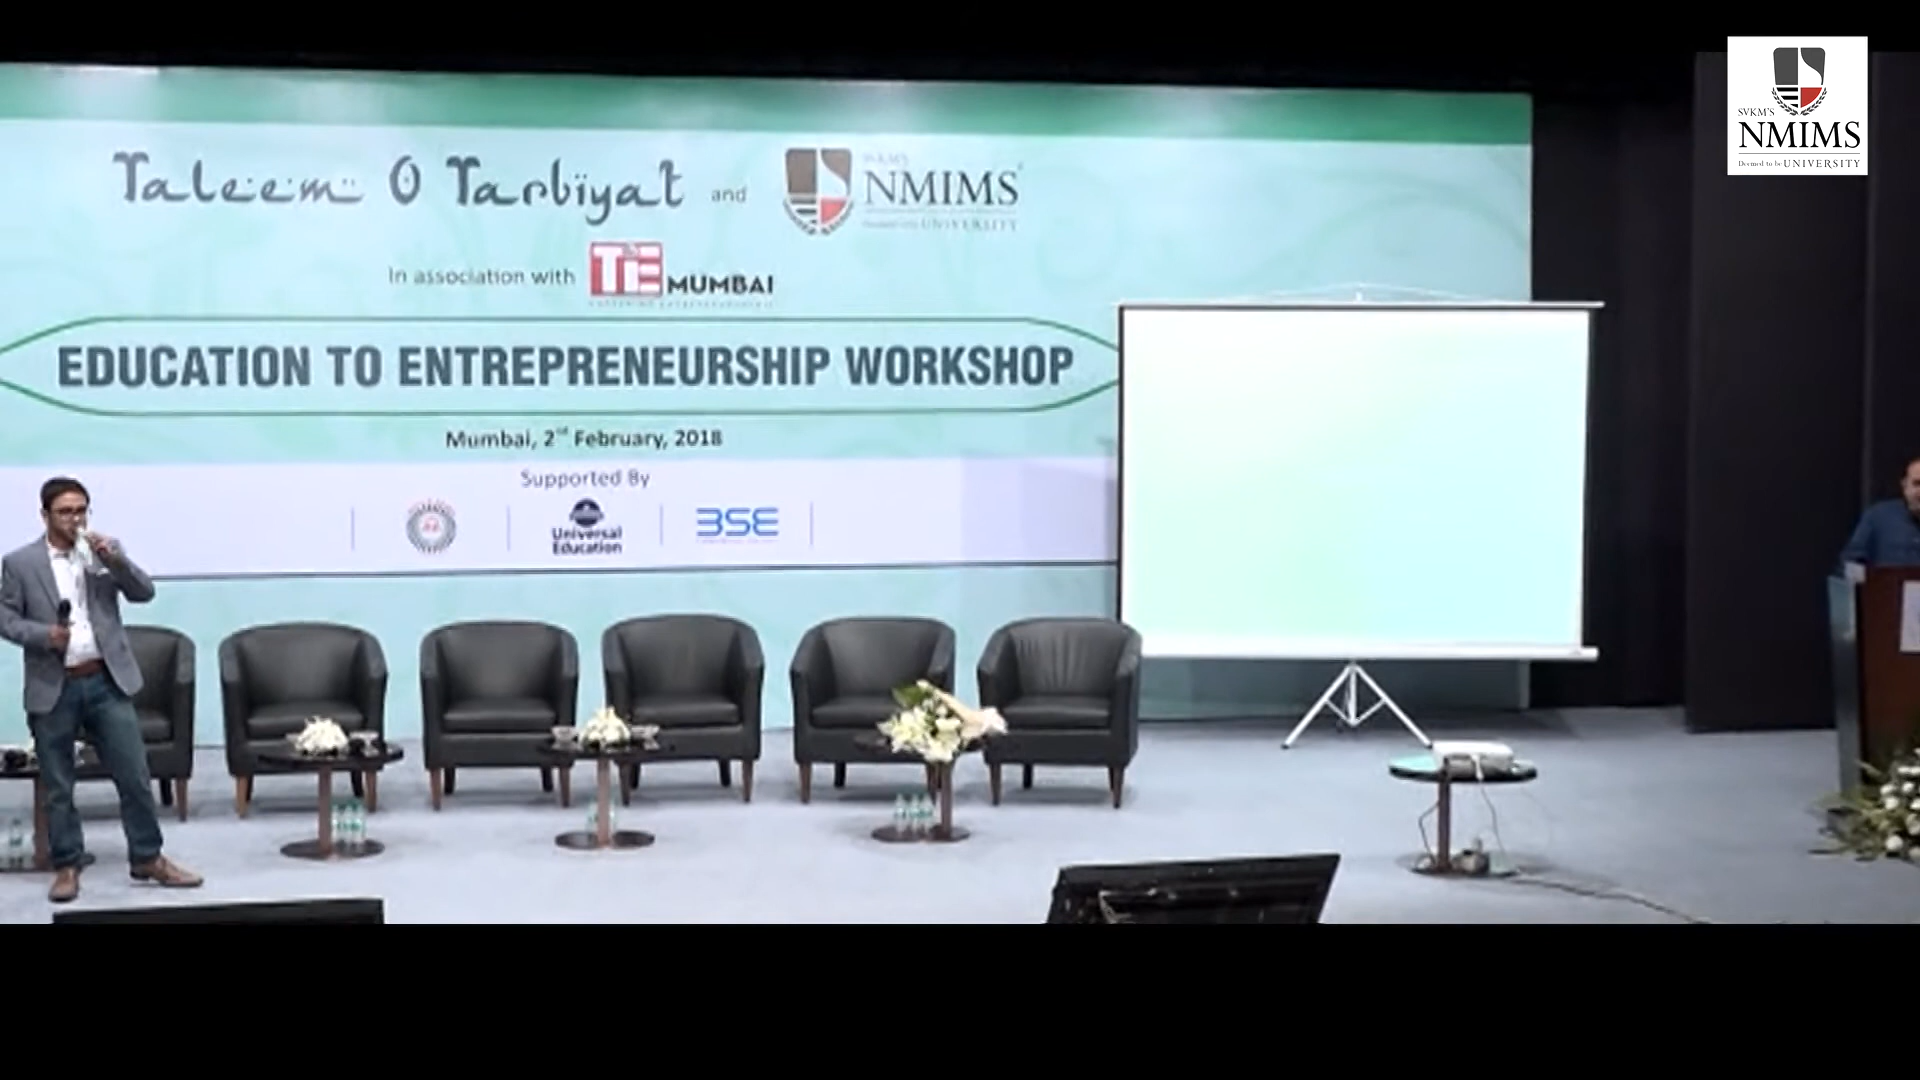 SVKM'S
NMIMS
Deemed to be UNIVERSITY
Taleem O Tarbiyat and
SVKM'S
NMIMS
UNIVERSITY
In association with TiE MUMBAI
EDUCATION TO ENTREPRENEURSHIP WORKSHOP
Mumbai, 2nd February, 2018
Supported By
Universal
Education
BSE